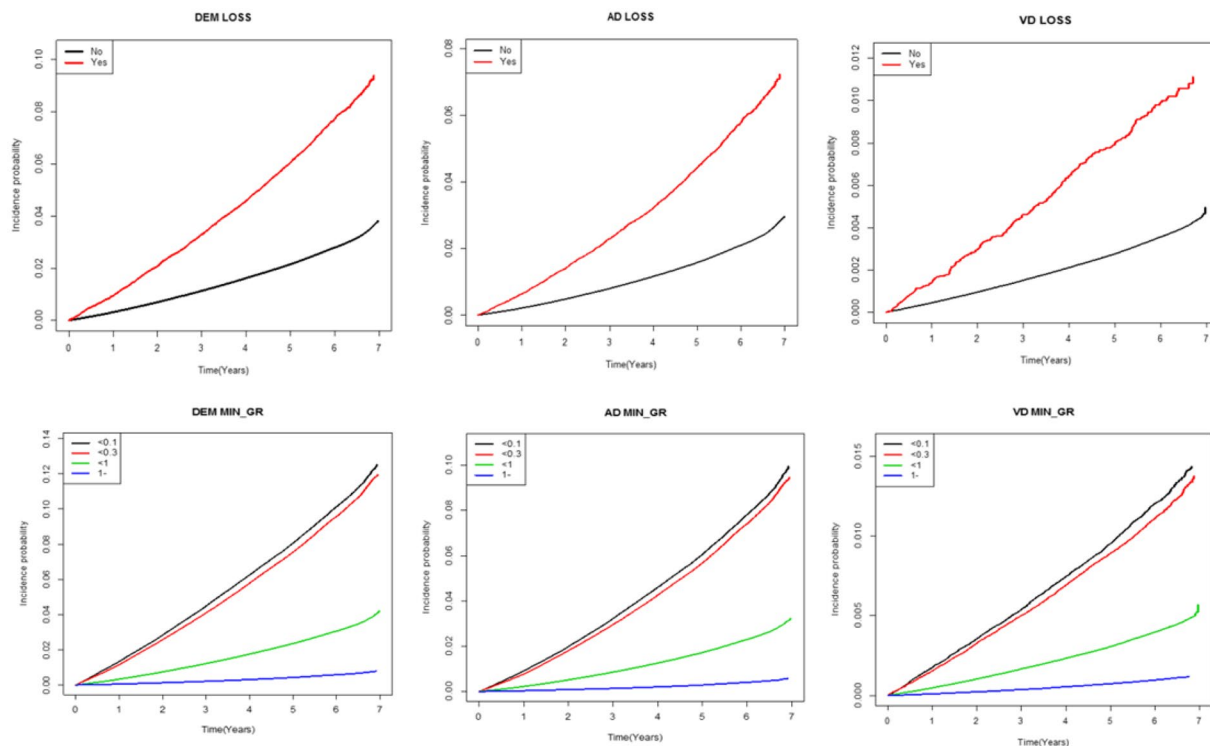 DEM LOSS
No
Yes
Incidence probability
0.00 0.02 0.04 0.06 0.08 0.10
0 1 2 3 4 5 6 7
Time(Years)
AD LOSS
No
Yes
Incidence probability
0.00 0.02 0.04 0.06 0.08
0 1 2 3 4 5 6 7
Time(Years)
VD LOSS
No
Yes
Incidence probability
0.000 0.002 0.004 0.006 0.008 0.010 0.012
0 1 2 3 4 5 6 7
Time(Years)
DEM MIN_GR
<0.1
<0.3
<1
1-
Incidence probability
0.00 0.02 0.04 0.06 0.08 0.10 0.12 0.14
0 1 2 3 4 5 6 7
Time(Years)
AD MIN_GR
<0.1
<0.3
<1
1-
Incidence probability
0.00 0.02 0.04 0.06 0.08 0.10
0 1 2 3 4 5 6 7
Time(Years)
VD MIN_GR
<0.1
<0.3
<1
1-
Incidence probability
0.000 0.005 0.010 0.015
0 1 2 3 4 5 6 7
Time(Years)